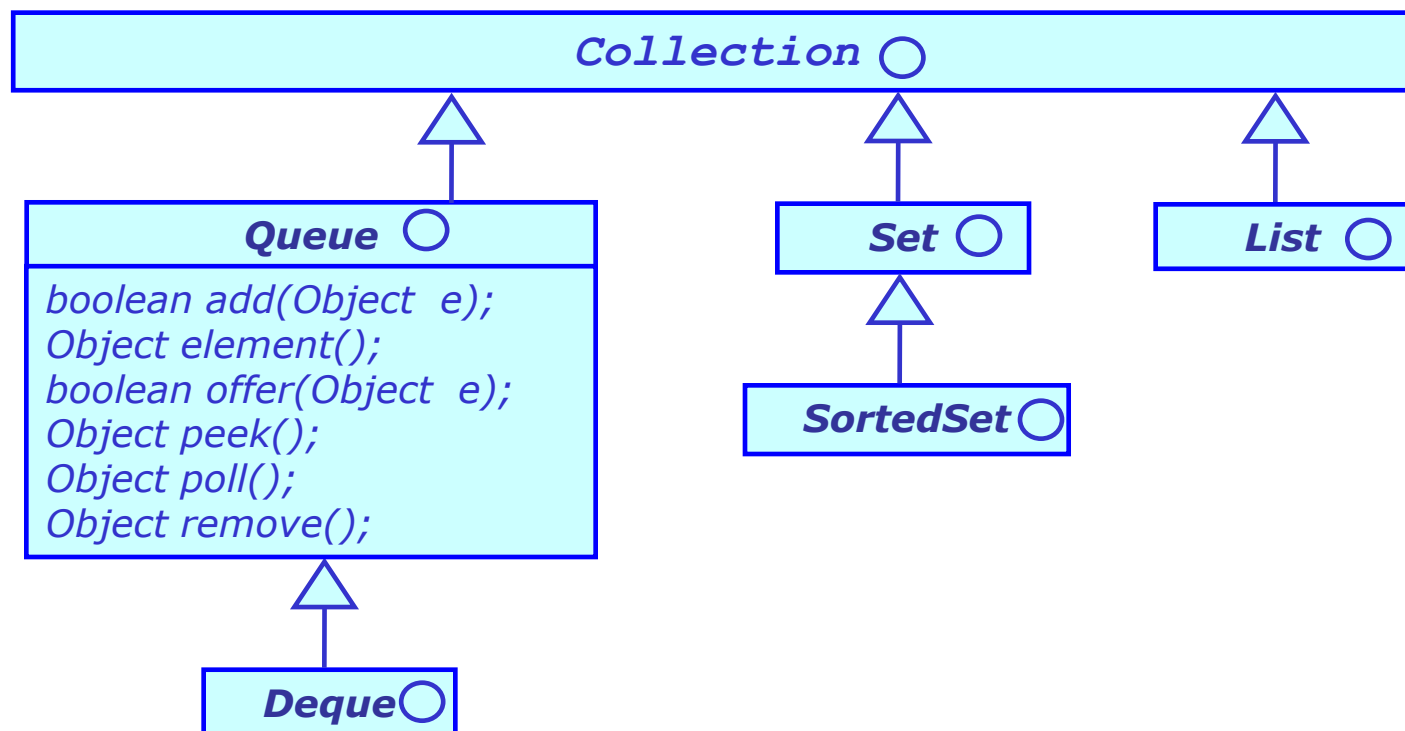 Collection
Queue
boolean add(Object  e);
Object element();
boolean offer(Object  e);
Object peek();
Object poll();
Object remove();
Deque
Set
SortedSet
List